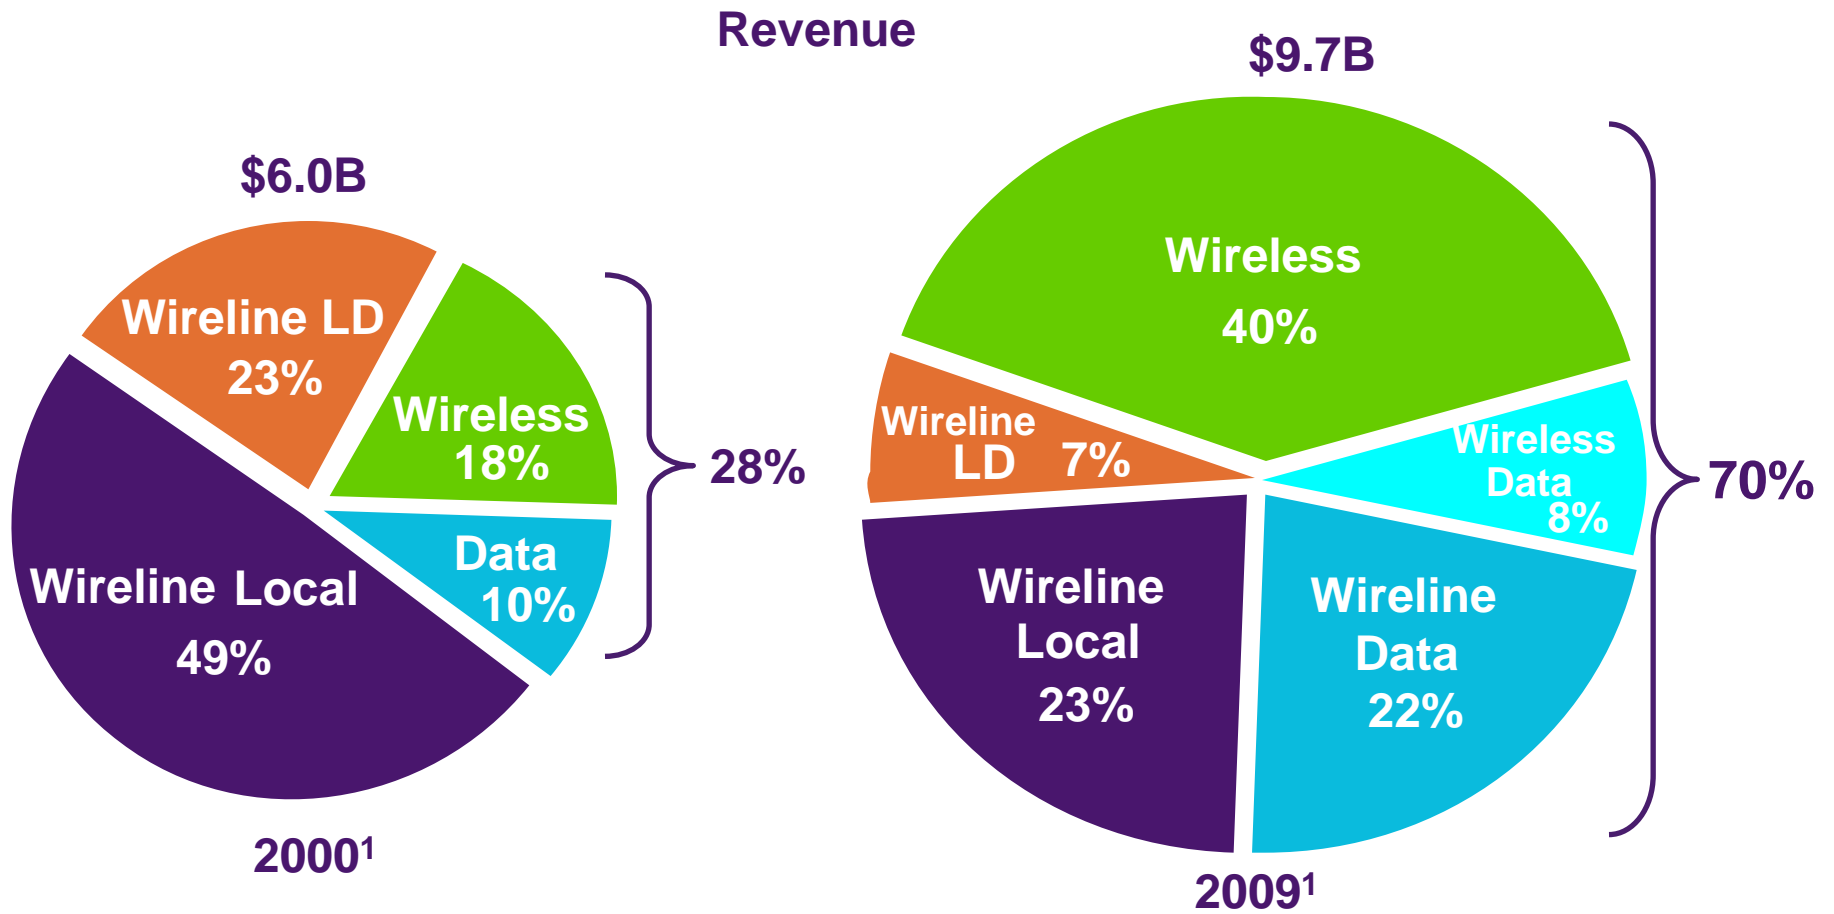 Revenue
$6.0B
Wireline LD
23%
Wireless
18%
Data
10%
Wireline Local
49%
28%
2000¹
$9.7B
Wireless
40%
Wireless
Data
8%
Wireline
LD 7%
Wireline
Local
23%
Wireline
Data
22%
70%
2009¹